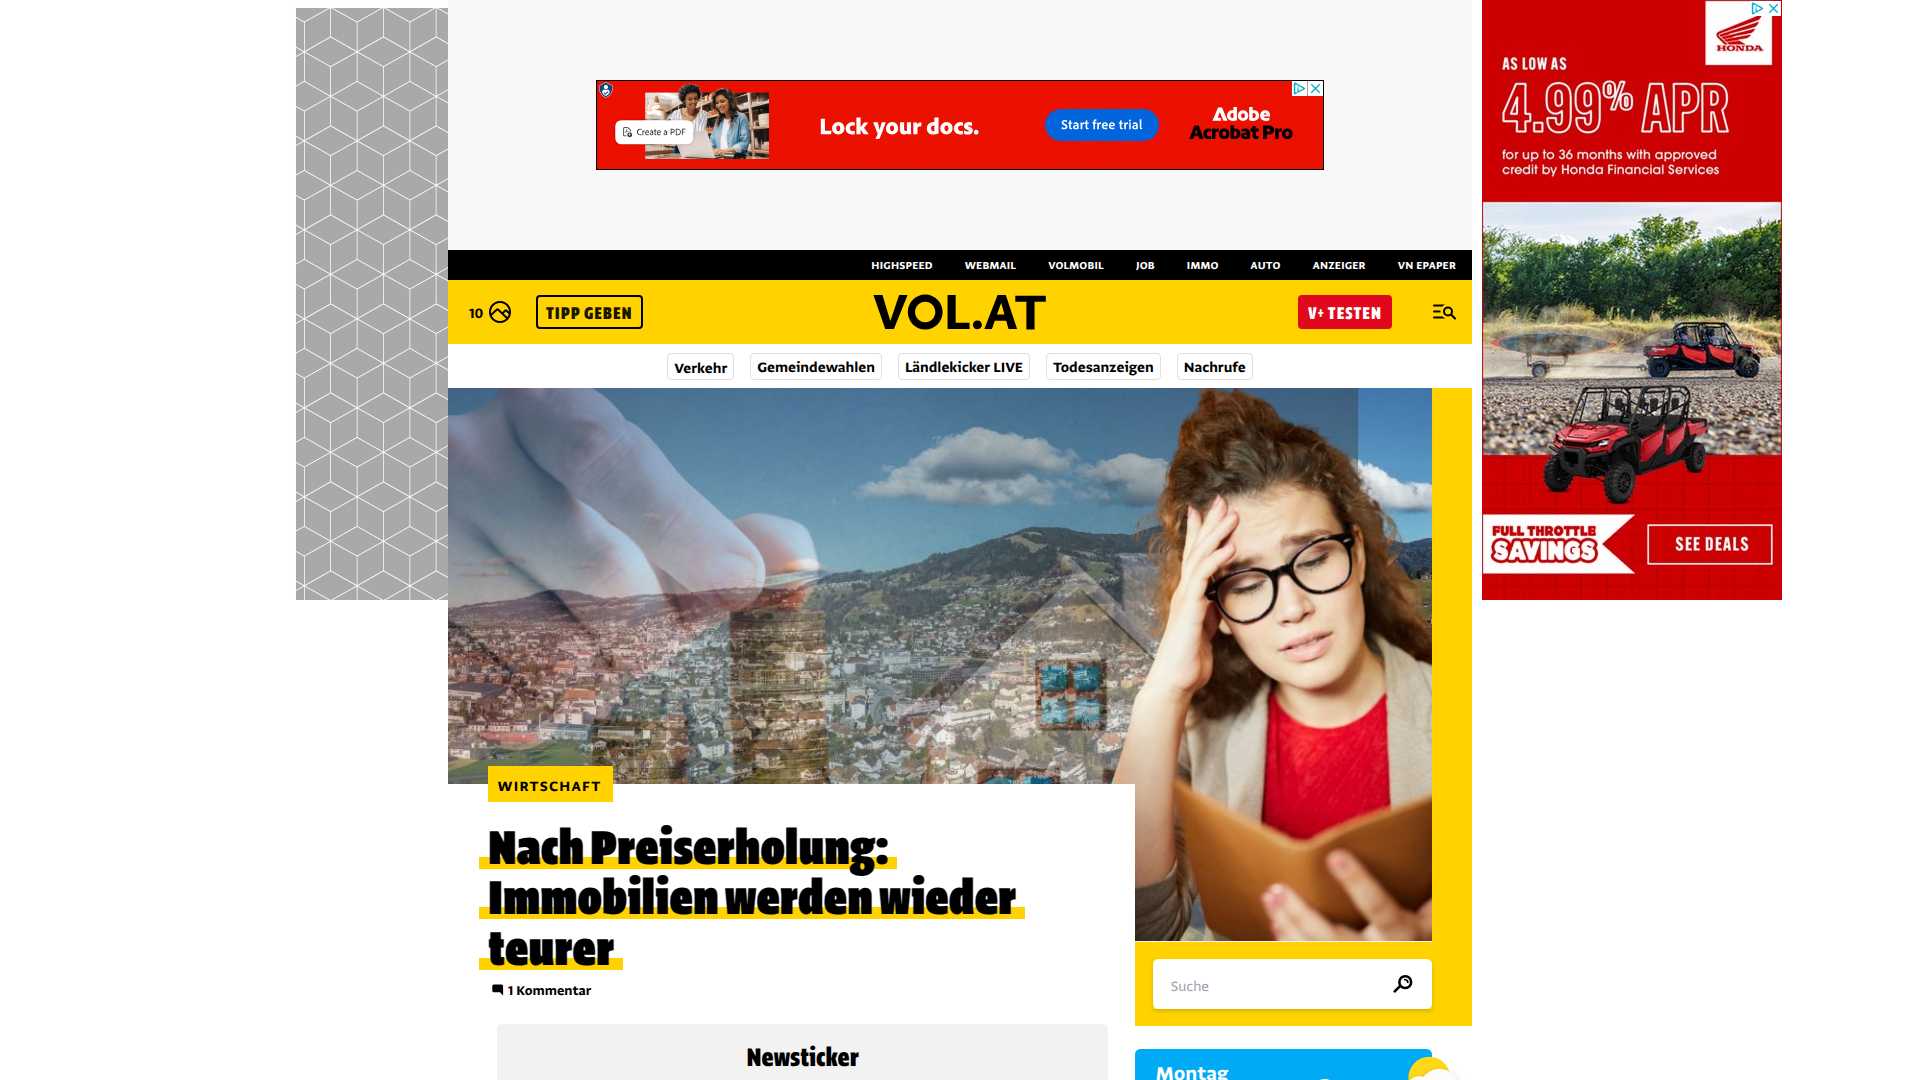 Create a PDF
Lock your docs.
Start free trial
Adobe
Acrobat Pro
HONDA
AS LOW AS
4.99% APR
for up to 36 months with approved
credit by Honda Financial Services
FULL THROTTLE
SAVINGS
SEE DEALS
HIGHSPEED WEBMAIL VOLMOBIL JOB IMMO AUTO ANZEIGER VN EPAPER
10 TIPP GEBEN VOL.AT V+ TESTEN
Verkehr Gemeindewahlen Ländlekicker LIVE Todesanzeigen Nachrufe
WIRTSCHAFT
Nach Preiserholung:
Immobilien werden wieder
teurer
1 Kommentar
Suche
Newsticker
Montag